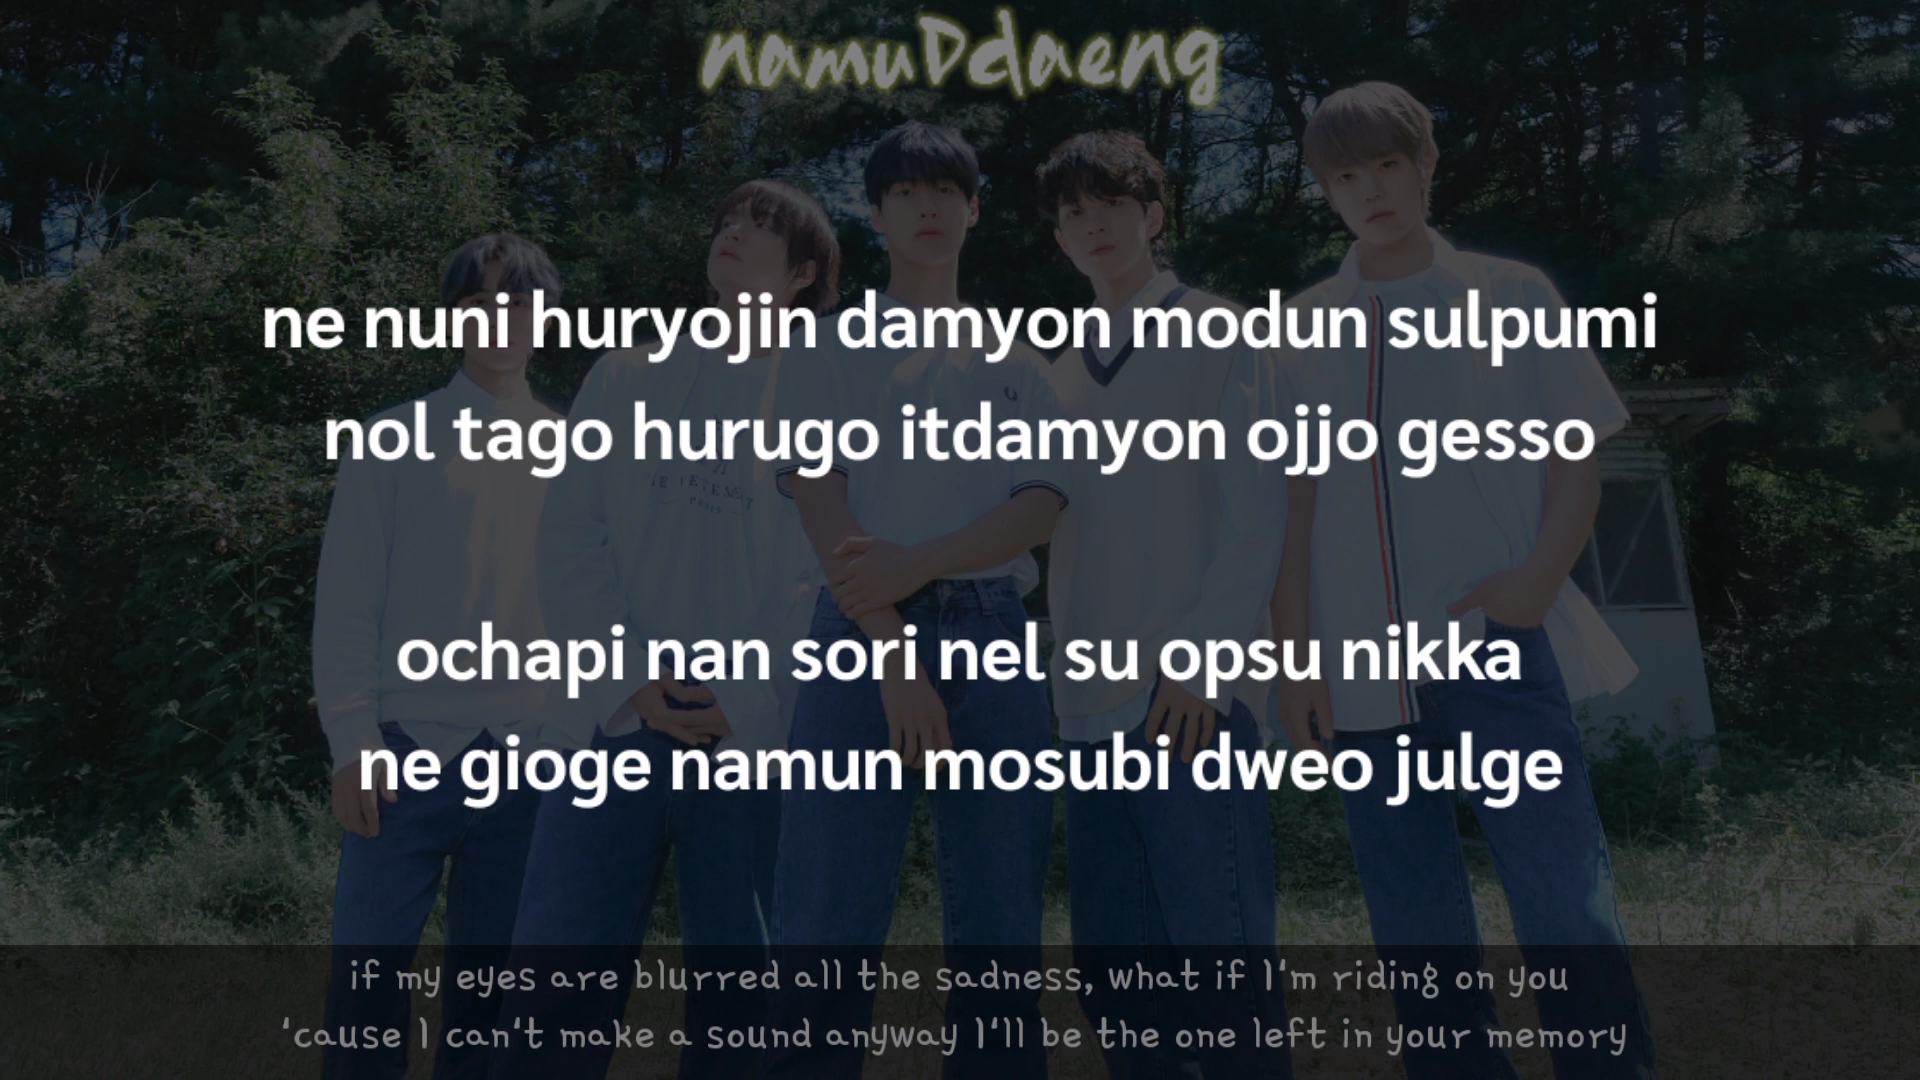 namuDdaeng
ne nuni huryojin damyon modun sulpumi
nol tago hurugo itdamyon ojjo gesso
ochapi nan sori nel su opsu nikka
ne gioge namun mosubi dweo julge
if my eyes are blurred all the sadness, what if I'm riding on you
'cause I can't make a sound anyway I'll be the one left in your memory